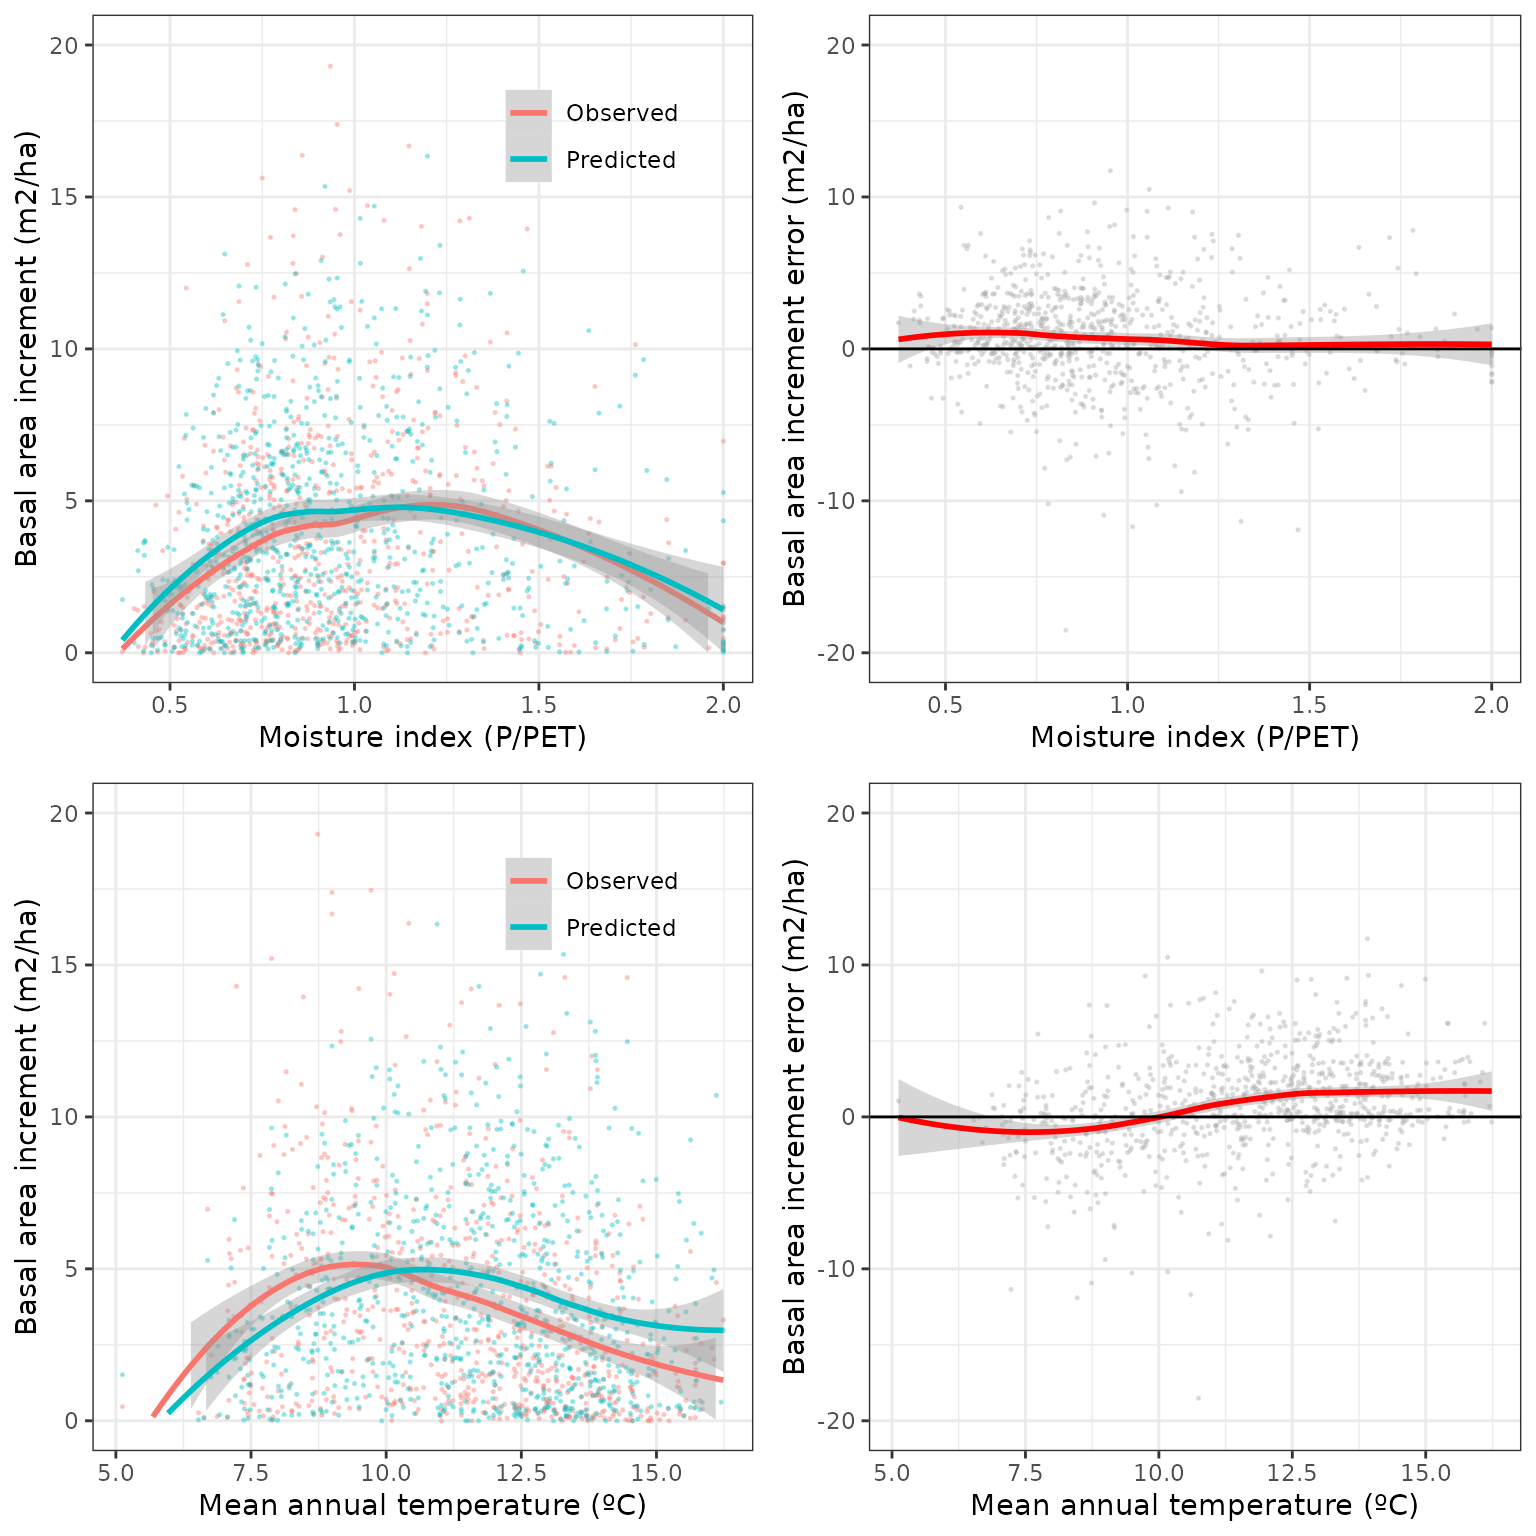 Basal area increment (m2/ha)
20
15
10
5
0
Observed
Predicted
0.5 1.0 1.5 2.0
Moisture index (P/PET)
Basal area increment error (m2/ha)
20
10
0
-10
-20
0.5 1.0 1.5 2.0
Moisture index (P/PET)
Basal area increment (m2/ha)
20
15
10
5
0
Observed
Predicted
5.0 7.5 10.0 12.5 15.0
Mean annual temperature (ºC)
Basal area increment error (m2/ha)
20
10
0
-10
-20
5.0 7.5 10.0 12.5 15.0
Mean annual temperature (ºC)